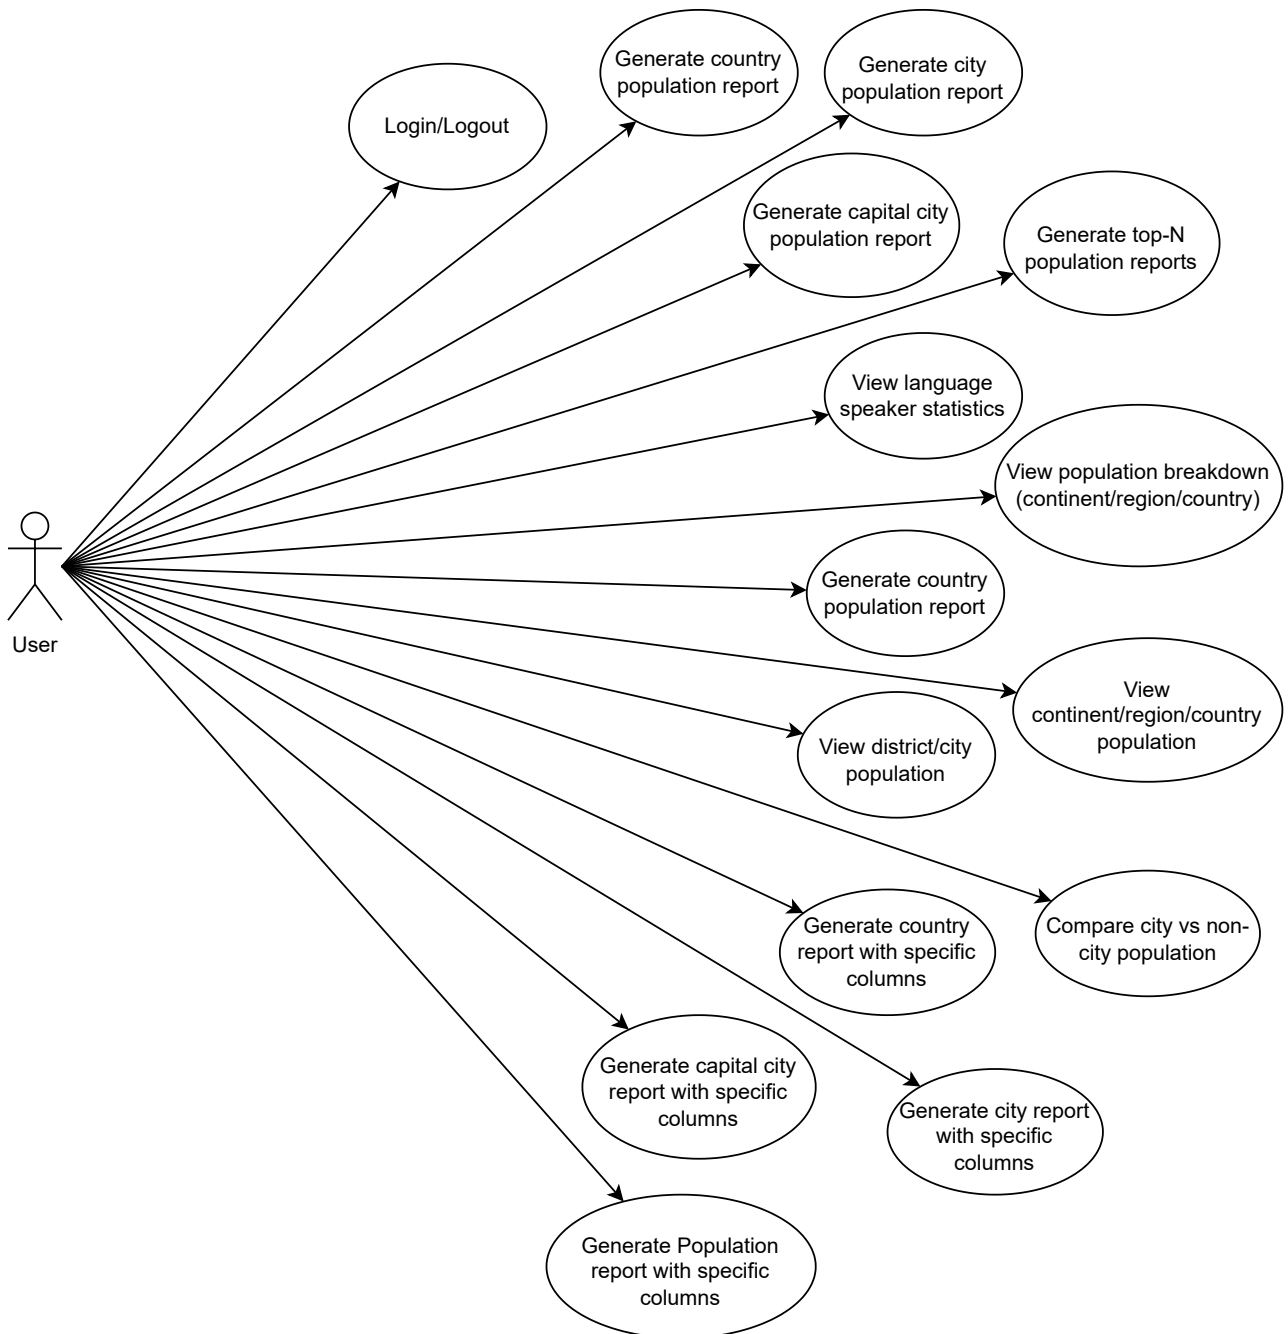 Generate country
population report
Generate city
population report
Login/Logout
Generate capital city
population report
Generate top-N
population reports
View language
speaker statistics
View population breakdown
(continent/region/country)
Generate country
population report
User
View
continent/region/country
population
View district/city
population
Generate country
report with specific
columns
Compare city vs non-
city population
Generate capital city
report with specific
columns
Generate city report
with specific
columns
Generate Population
report with specific
columns